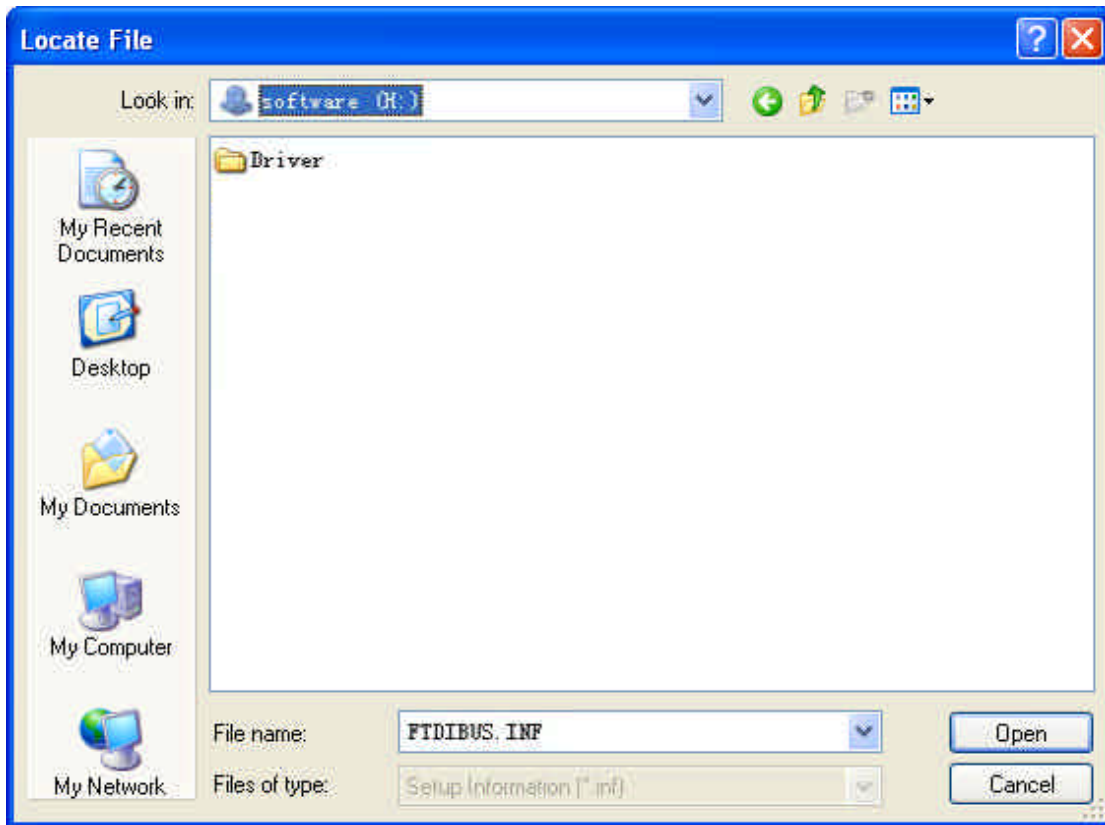 Locate File
Look in:
software (H:)
Driver
My Recent
Documents
Desktop
My Documents
My Computer
My Network
File name:
FTDIBUS.INF
Open
Files of type:
Setup Information (*.inf)
Cancel